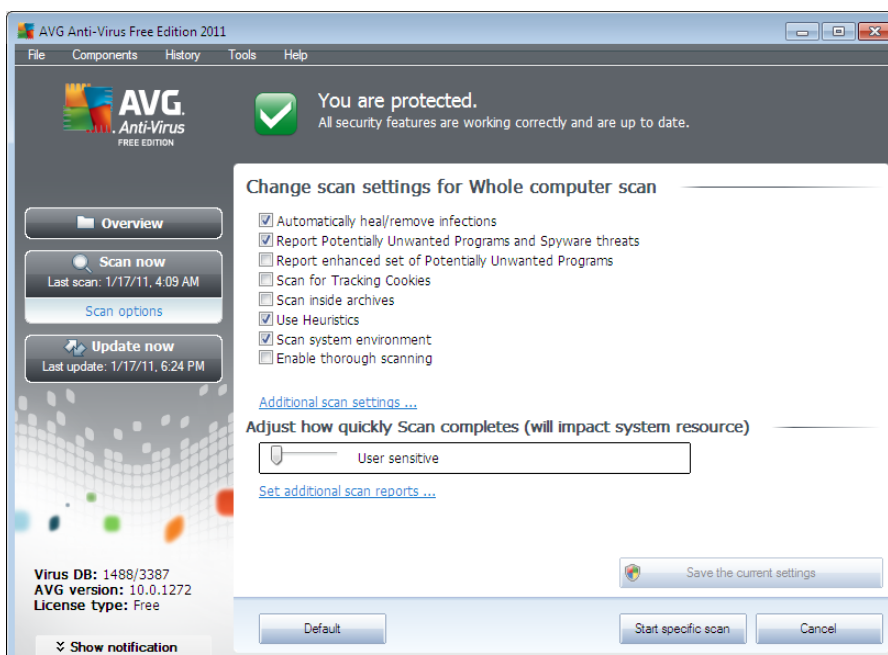 AVG Anti-Virus Free Edition 2011
File Components History Tools Help
AVG.
Anti-Virus
FREE EDITION
You are protected.
All security features are working correctly and are up to date.
Overview
Scan now
Last scan: 1/17/11, 4:09 AM
Scan options
Update now
Last update: 1/17/11, 6:24 PM
Virus DB: 1488/3387
AVG version: 10.0.1272
License type: Free
Show notification
Change scan settings for Whole computer scan
Automatically heal/remove infections
Report Potentially Unwanted Programs and Spyware threats
Report enhanced set of Potentially Unwanted Programs
Scan for Tracking Cookies
Scan inside archives
Use Heuristics
Scan system environment
Enable thorough scanning
Additional scan settings ...
Adjust how quickly Scan completes (will impact system resource)
User sensitive
Set additional scan reports ...
Save the current settings
Default Start specific scan Cancel